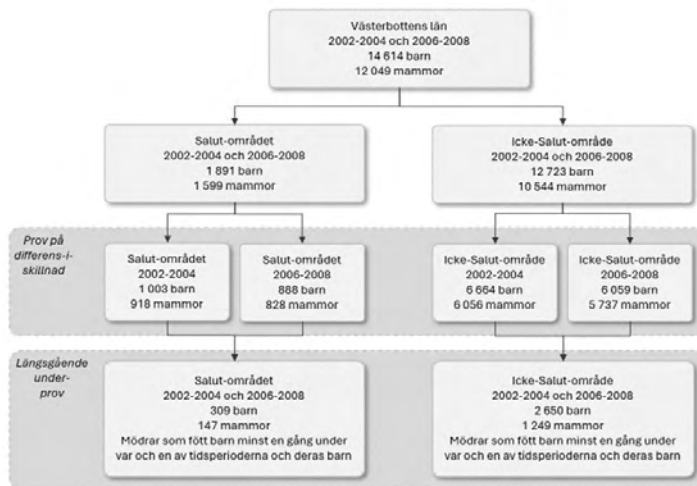 Västerbottens län
2002-2004 och 2006-2008
14 614 barn
12 049 mammor
Salut-området
2002-2004 och 2006-2008
1 891 barn
1 599 mammor
Icke-Salut-område
2002-2004 och 2006-2008
12 723 barn
10 544 mammor
Prov på
differens-i-
skillnad
Salut-området
2002-2004
1 003 barn
918 mammor
Salut-området
2006-2008
888 barn
828 mammor
Icke-Salut-område
2002-2004
6 664 barn
6 056 mammor
Icke-Salut-område
2006-2008
6 059 barn
5 737 mammor
Längsgående
under-
prov
Salut-området
2002-2004 och 2006-2008
309 barn
147 mammor
Mödrar som fött barn minst en gång under
var och en av tidsperioderna och deras barn
Icke-Salut-område
2002-2004 och 2006-2008
2 650 barn
1 249 mammor
Mödrar som fött barn minst en gång under
var och en av tidsperioderna och deras barn